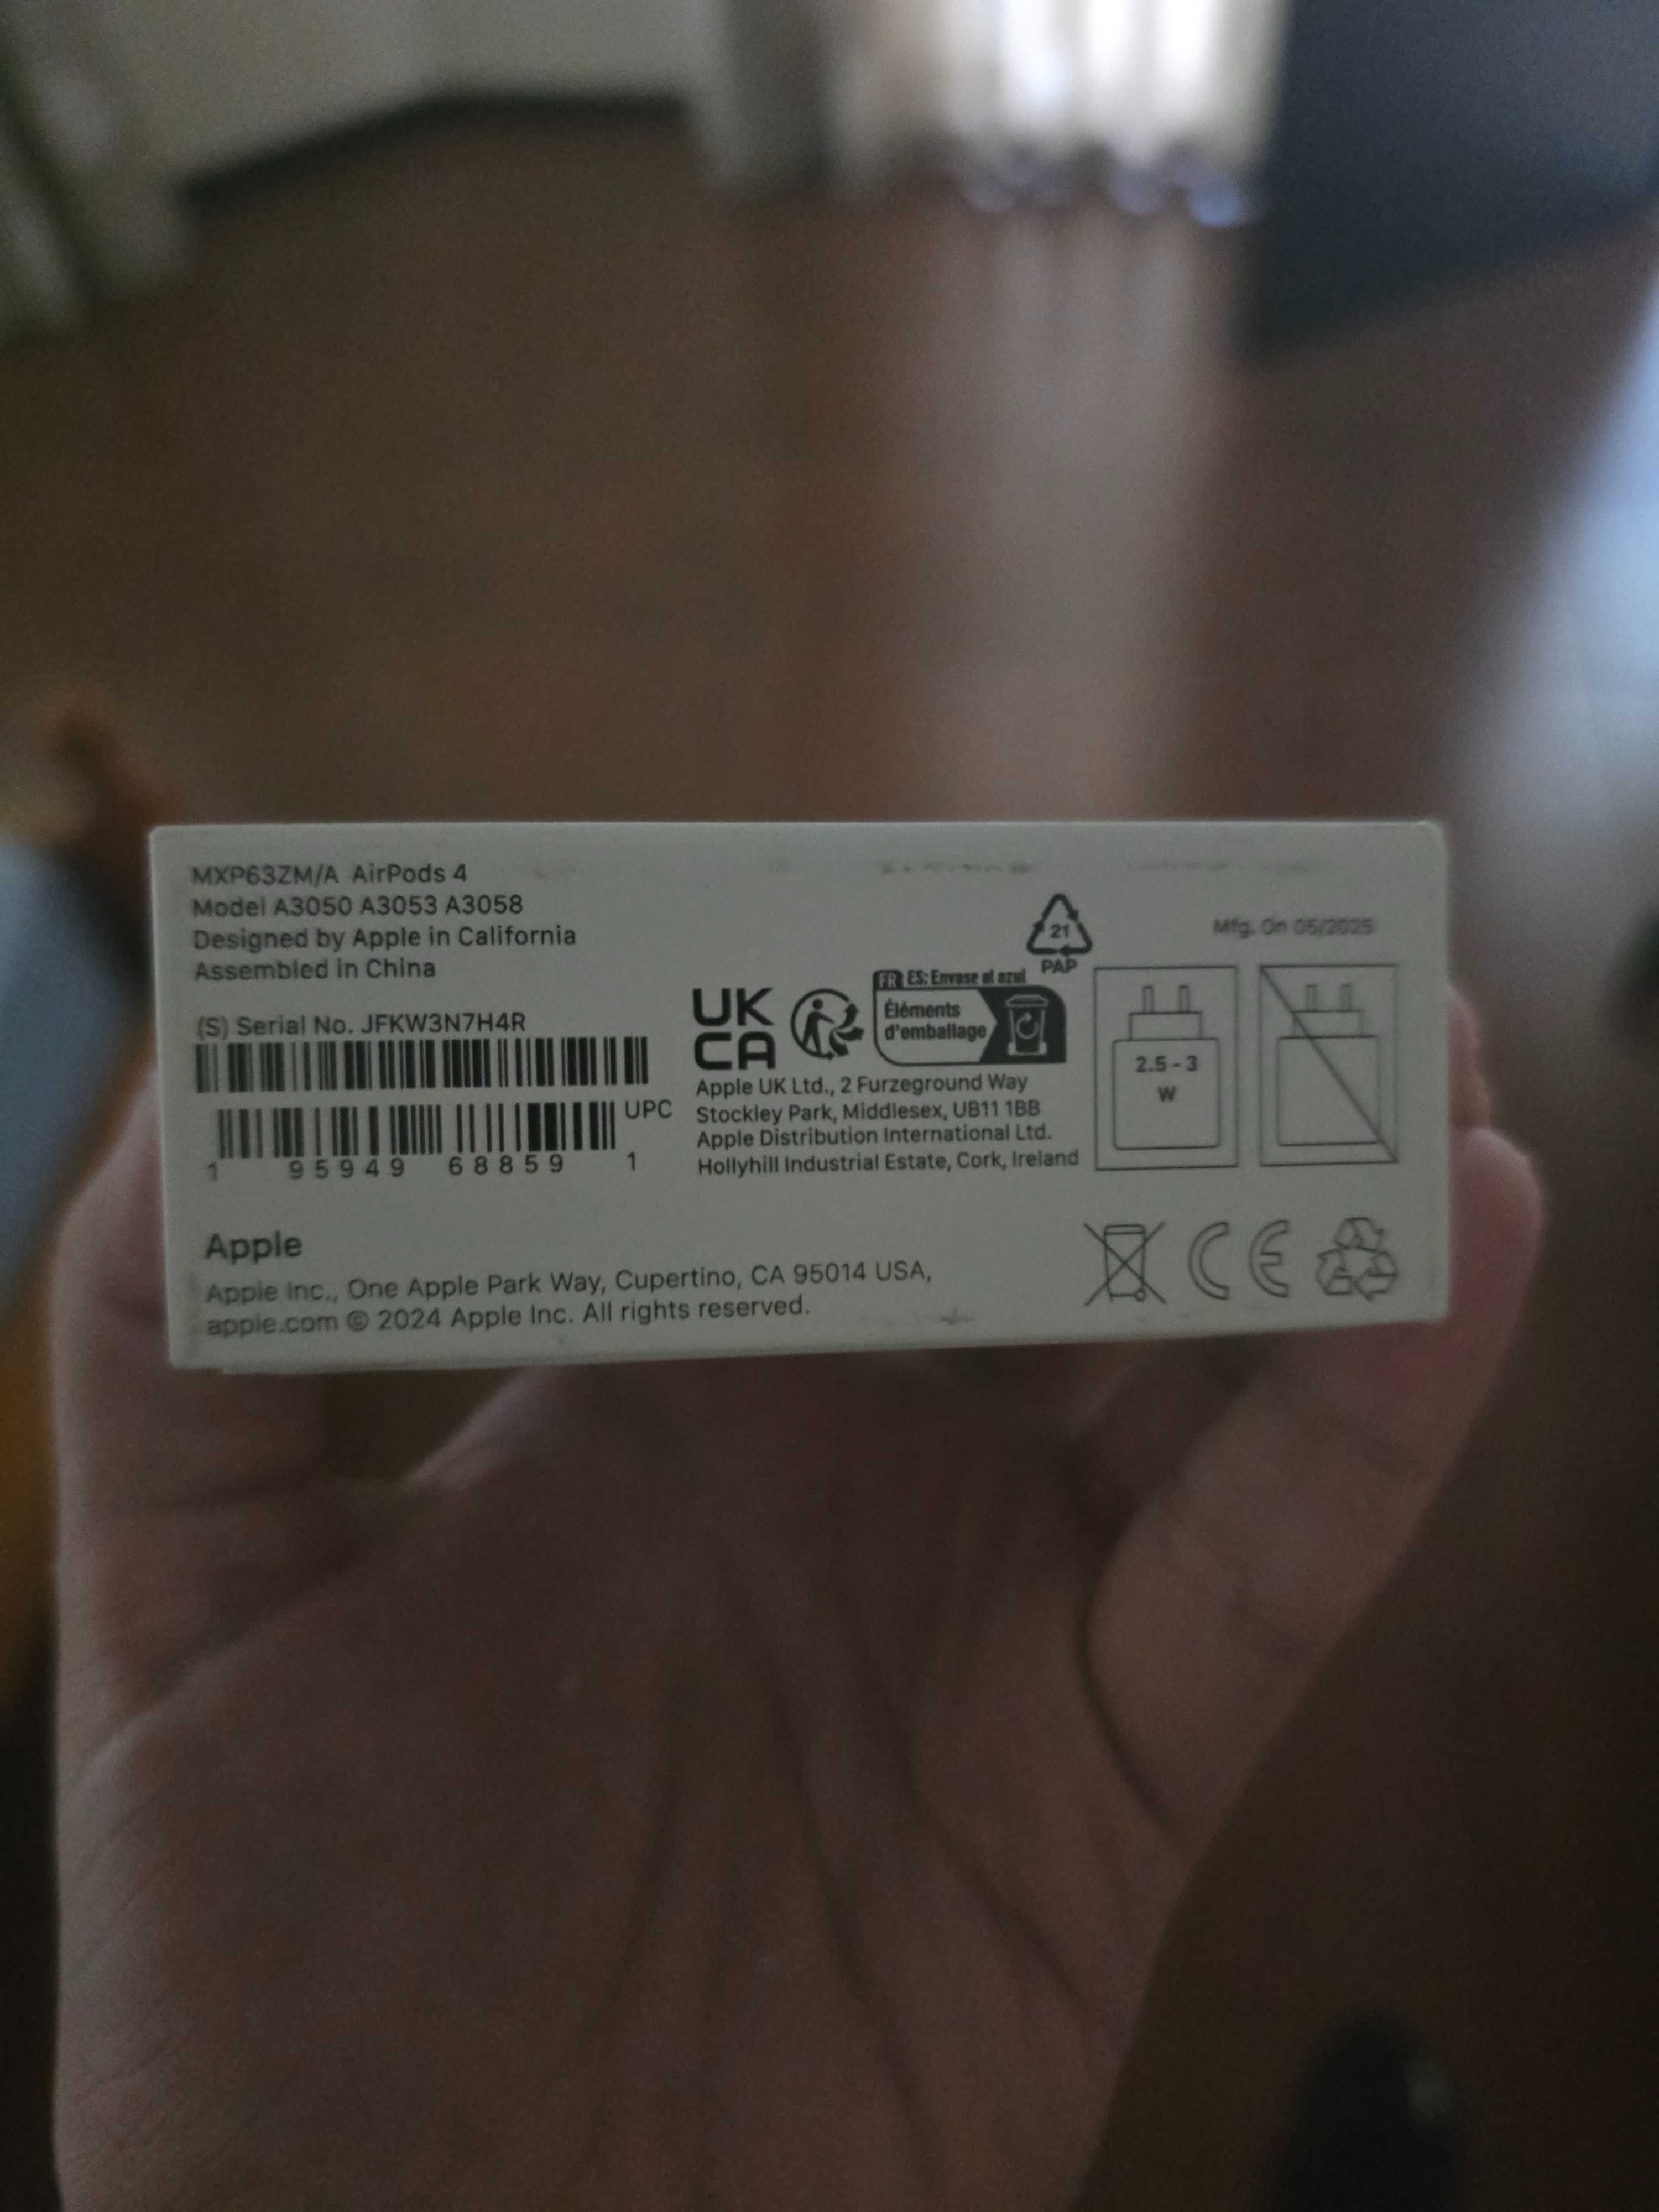 MXP63ZM/A AirPods 4
Model A3050 A3053 A3058
Designed by Apple in California
Assembled in China
(S) Serial No. JFKW3N7H4R
UPC
1 95949 68859 1
UK
CA
FR ES: Envase al azul
Éléments
d'emballage
21
PAP
Apple UK Ltd., 2 Furzeground Way
Stockley Park, Middlesex, UB11 1BB
Apple Distribution International Ltd.
Hollyhill Industrial Estate, Cork, Ireland
Mfg. On 05/2025
2.5 - 3
W
Apple
Apple Inc., One Apple Park Way, Cupertino, CA 95014 USA,
apple.com © 2024 Apple Inc. All rights reserved.
CE